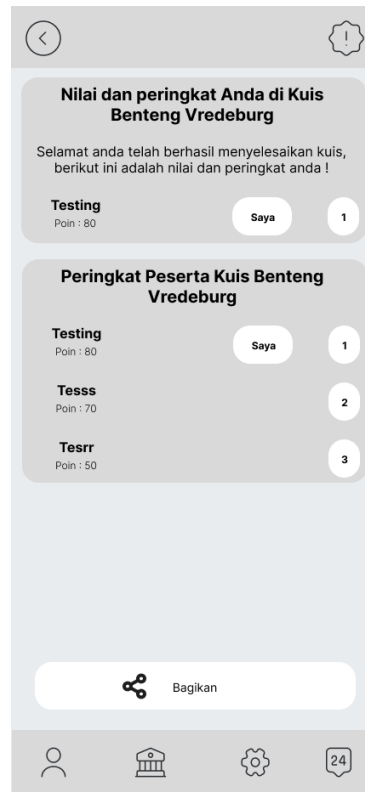 !
Nilai dan peringkat Anda di Kuis
Benteng Vredeburg
Selamat anda telah berhasil menyelesaikan kuis,
berikut ini adalah nilai dan peringkat anda !
Testing
Poin : 80
Saya
1
Peringkat Peserta Kuis Benteng
Vredeburg
Testing
Poin : 80
Saya
1
Tesss
Poin : 70
2
Tesrr
Poin : 50
3
Bagikan
24